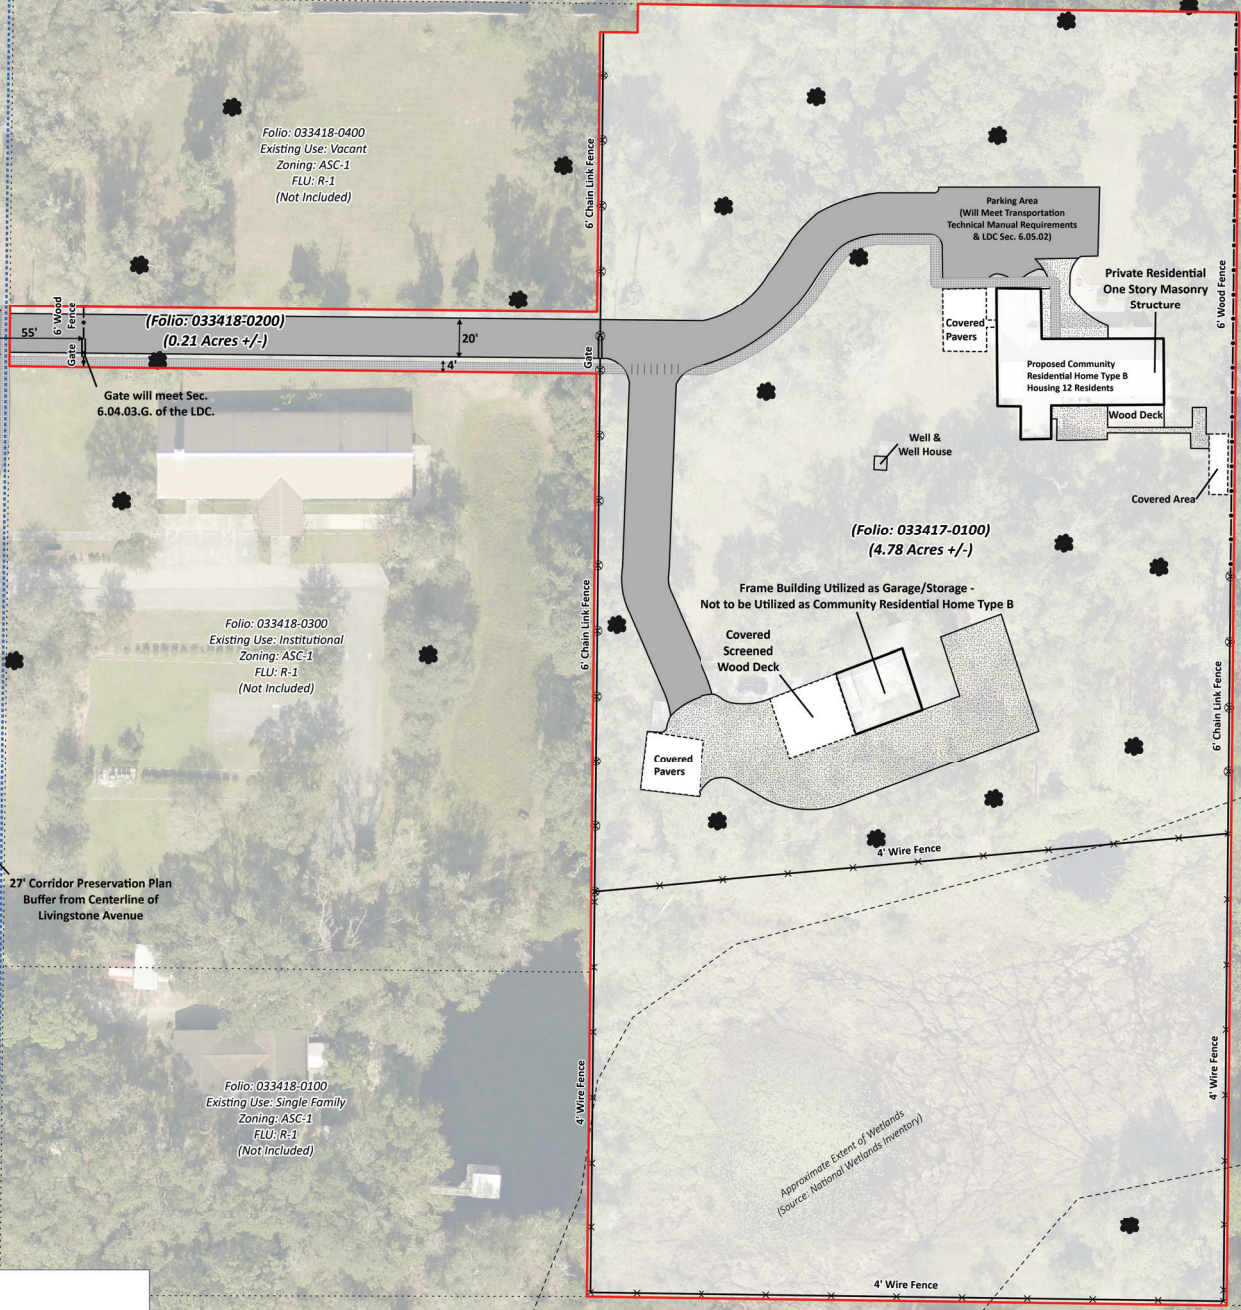 Folio: 033418-0400
Existing Use: Vacant
Zoning: ASC-1
FLU: R-1
(Not Included)
6' Chain Link Fence
Parking Area
(Will Meet Transportation
Technical Manual Requirements
& LDC Sec. 6.05.02)
Private Residential
One Story Masonry
Structure
6' Wood Fence
6' Wood
Fence
(Folio: 033418-0200)
(0.21 Acres +/-)
55'
20'
Gate
4'
Gate
Covered
Pavers
Proposed Community
Residential Home Type B
Housing 12 Residents
Gate will meet Sec.
6.04.03.G. of the LDC.
Wood Deck
Well &
Well House
Covered Area
(Folio: 033417-0100)
(4.78 Acres +/-)
Frame Building Utilized as Garage/Storage -
Not to be Utilized as Community Residential Home Type B
6' Chain Link Fence
Folio: 033418-0300
Existing Use: Institutional
Zoning: ASC-1
FLU: R-1
(Not Included)
Covered
Screened
Wood Deck
6' Chain Link Fence
Covered
Pavers
4' Wire Fence
27' Corridor Preservation Plan
Buffer from Centerline of
Livingstone Avenue
4' Wire Fence
4' Wire Fence
Folio: 033418-0100
Existing Use: Single Family
Zoning: ASC-1
FLU: R-1
(Not Included)
Approximate Extent of Wetlands
(Source: National Wetlands Inventory)
4' Wire Fence